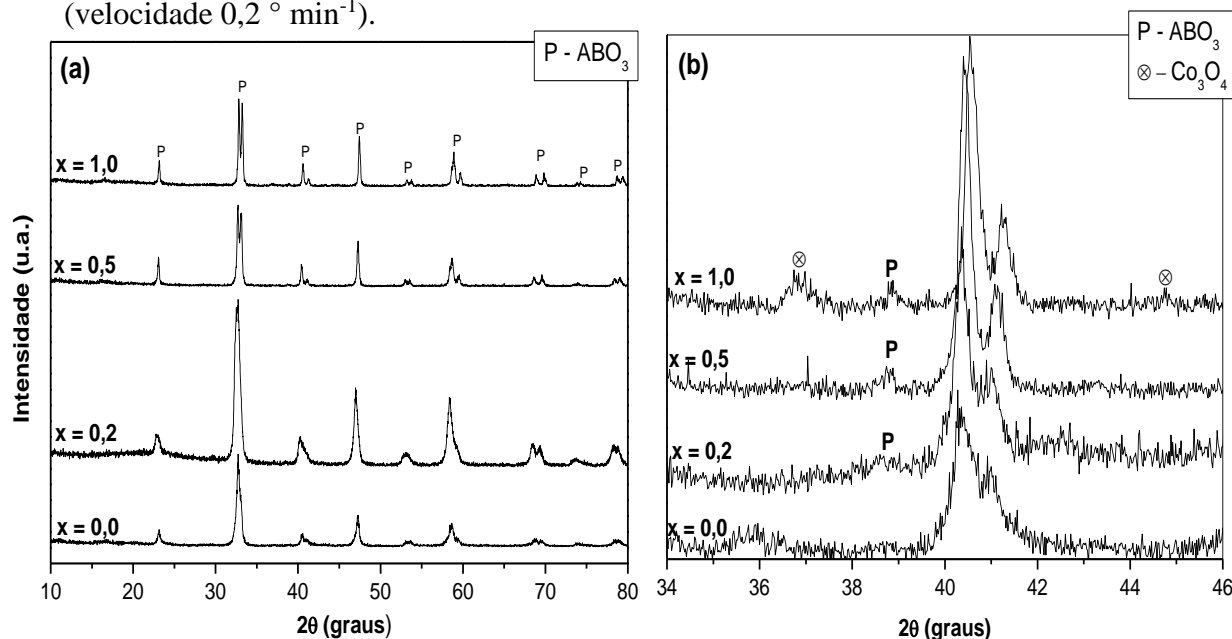 (velocidade 0,2 ° min⁻¹).
(a)
P - ABO₃
P P P P P P P P P
x = 1,0
x = 0,5
x = 0,2
x = 0,0
Intensidade (u.a.)
10 20 30 40 50 60 70 80
2θ (graus)
(b)
P - ABO₃
⊗ – Co₃O₄
⊗ P ⊗
x = 1,0
P
x = 0,5
P
x = 0,2
x = 0,0
34 36 38 40 42 44 46
2θ (graus)